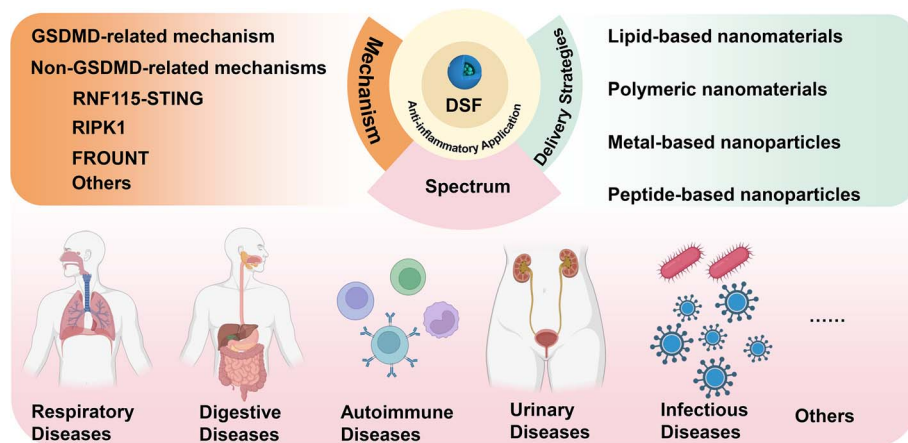 GSDMD-related mechanism
Non-GSDMD-related mechanisms
RNF115-STING
RIPK1
FROUNT
Others
Mechanism
DSF
Anti-inflammatory Application
Delivery Strategies
Spectrum
Lipid-based nanomaterials
Polymeric nanomaterials
Metal-based nanoparticles
Peptide-based nanoparticles
Respiratory
Diseases
Digestive
Diseases
Autoimmune
Diseases
Urinary
Diseases
Infectious
Diseases
......
Others